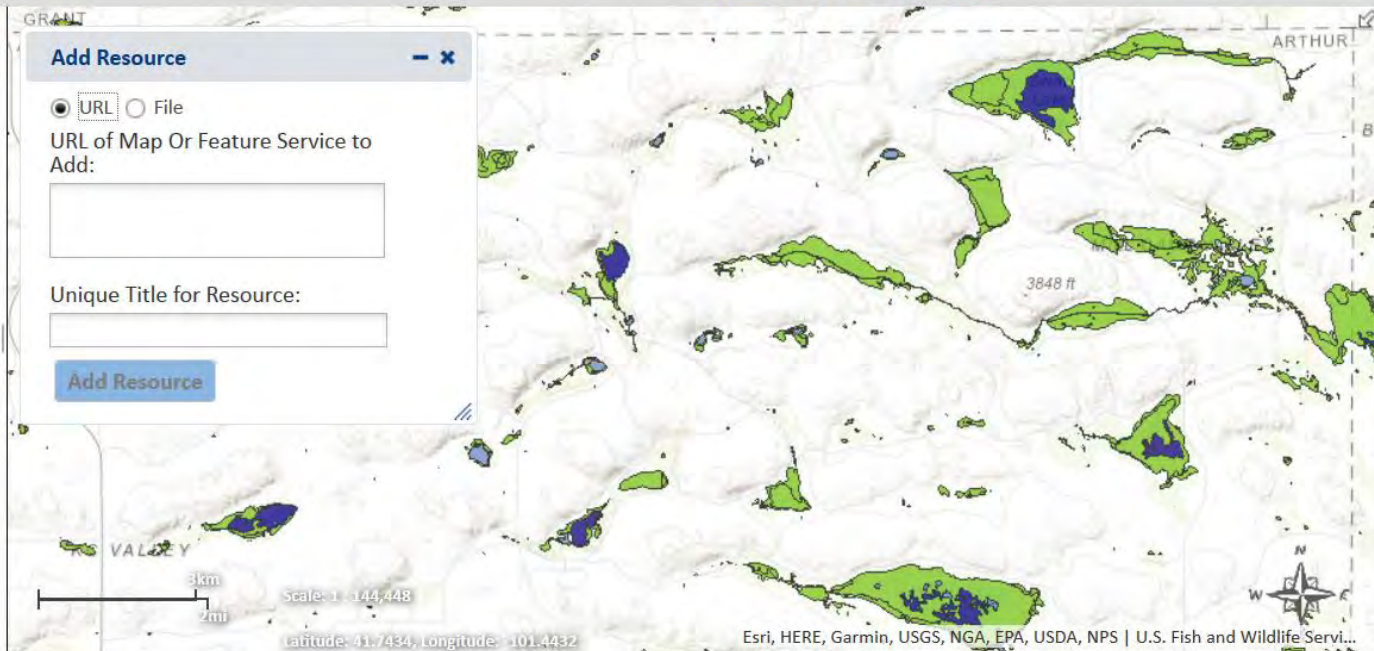 GRANT
ARTHUR
Add Resource
URL File
URL of Map Or Feature Service to
Add:
Unique Title for Resource:
Add Resource
3848 ft
VALLEY
3km
2mi
Scale: 1 : 144,448
Latitude: 41.7434, Longitude: -101.4432
N
W E
Esri, HERE, Garmin, USGS, NGA, EPA, USDA, NPS | U.S. Fish and Wildlife Servi...